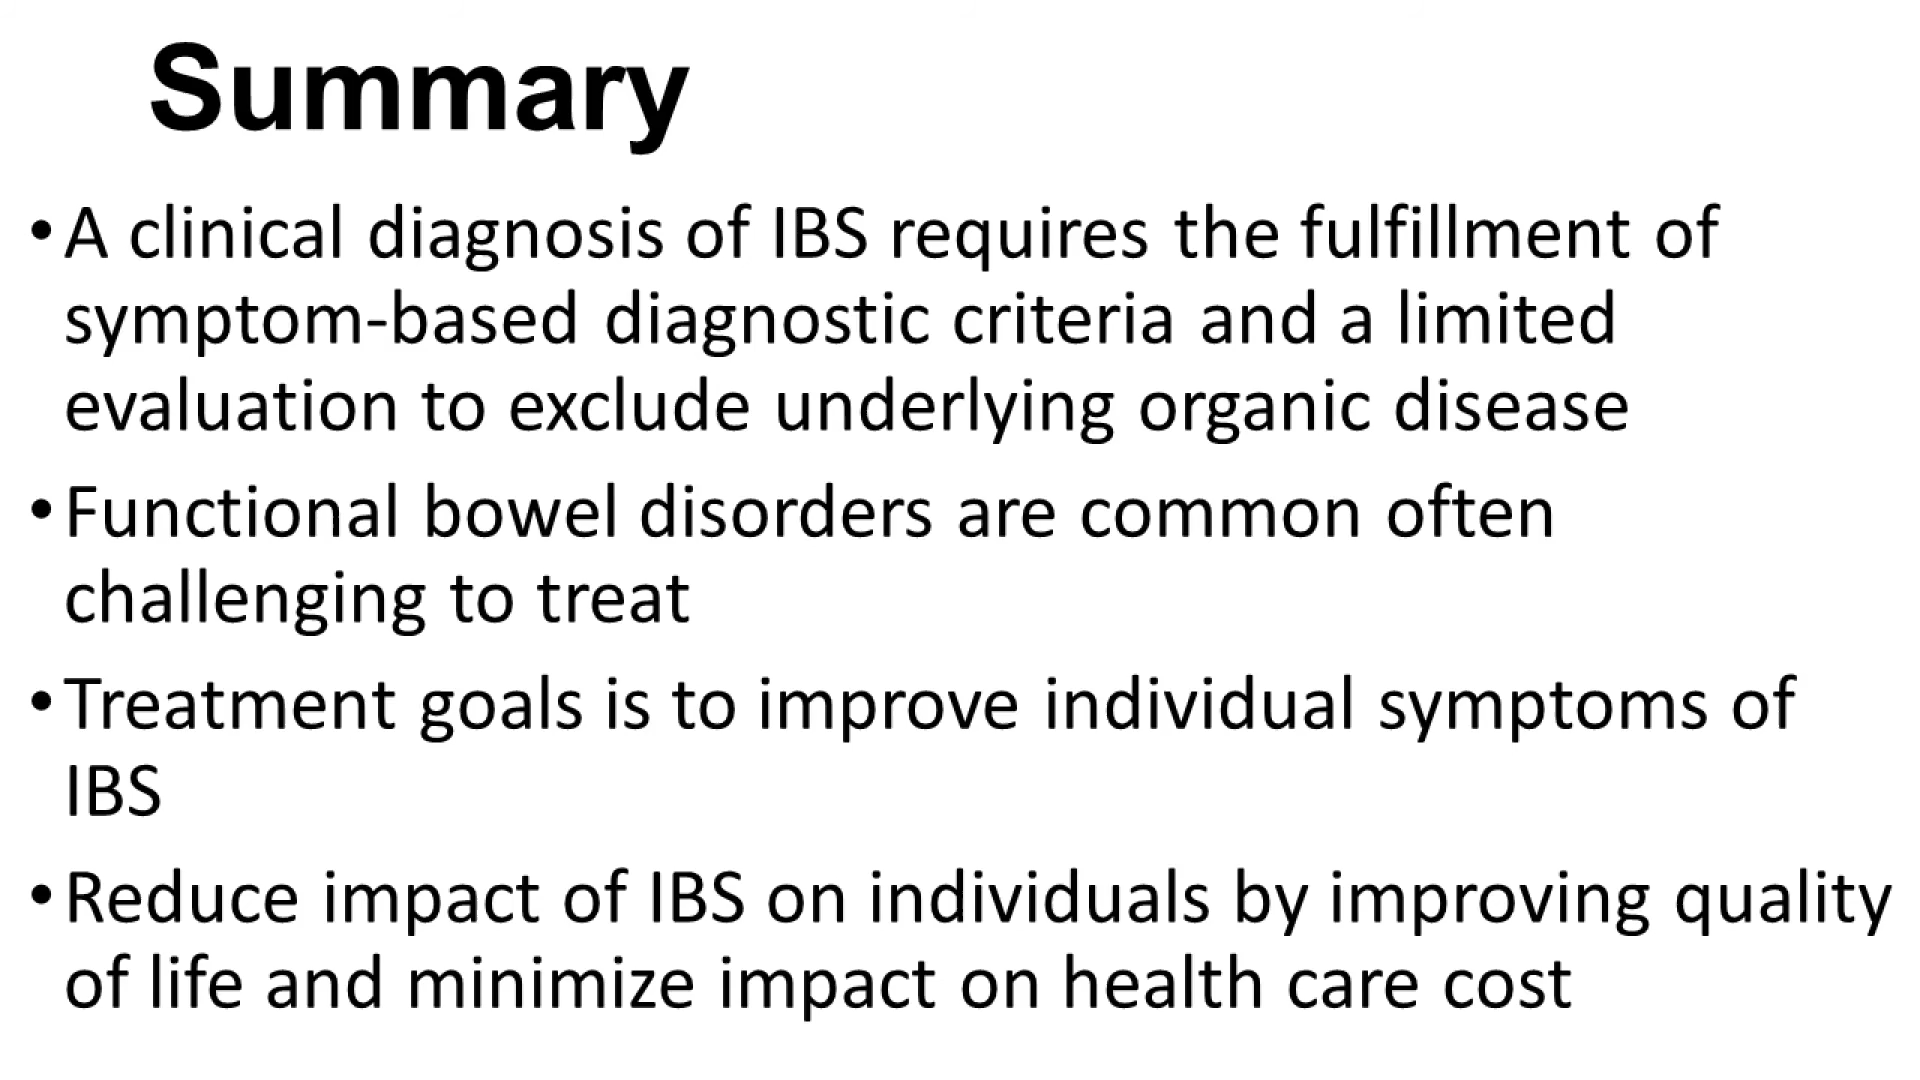 Summary
• A clinical diagnosis of IBS requires the fulfillment of
symptom-based diagnostic criteria and a limited
evaluation to exclude underlying organic disease
• Functional bowel disorders are common often
challenging to treat
• Treatment goals is to improve individual symptoms of
IBS
• Reduce impact of IBS on individuals by improving quality
of life and minimize impact on health care cost